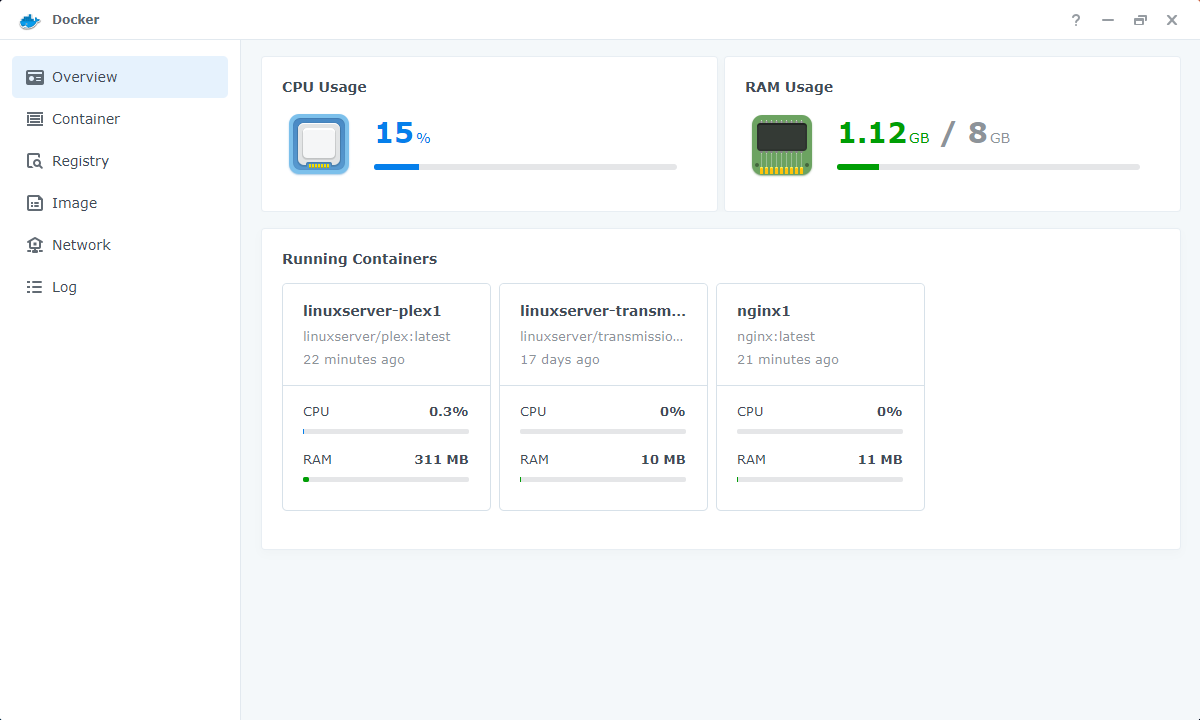 Docker
?
Overview
Container
Registry
Image
Network
Log
CPU Usage
15 %
RAM Usage
1.12 GB / 8 GB
Running Containers
linuxserver-plex1
linuxserver/plex:latest
22 minutes ago
CPU 0.3%
RAM 311 MB
linuxserver-transm...
linuxserver/transmissio...
17 days ago
CPU 0%
RAM 10 MB
nginx1
nginx:latest
21 minutes ago
CPU 0%
RAM 11 MB